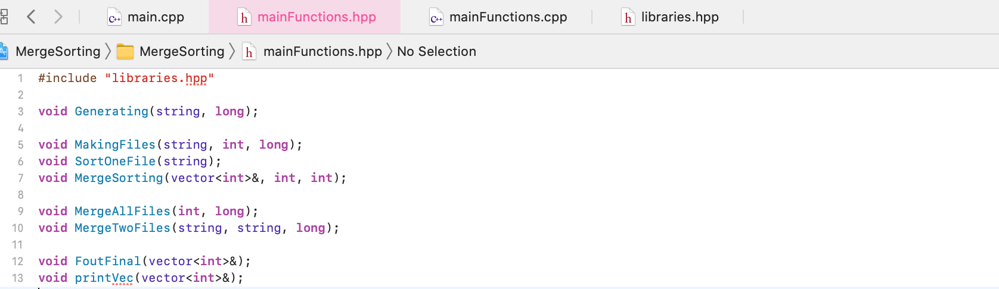 main.cpp mainFunctions.hpp mainFunctions.cpp libraries.hpp
MergeSorting MergeSorting mainFunctions.hpp No Selection
1 #include "libraries.hpp"
2
3 void Generating(string, long);
4
5 void MakingFiles(string, int, long);
6 void SortOneFile(string);
7 void MergeSorting(vector<int>&, int, int);
8
9 void MergeAllFiles(int, long);
10 void MergeTwoFiles(string, string, long);
11
12 void FoutFinal(vector<int>&);
13 void printVec(vector<int>&);